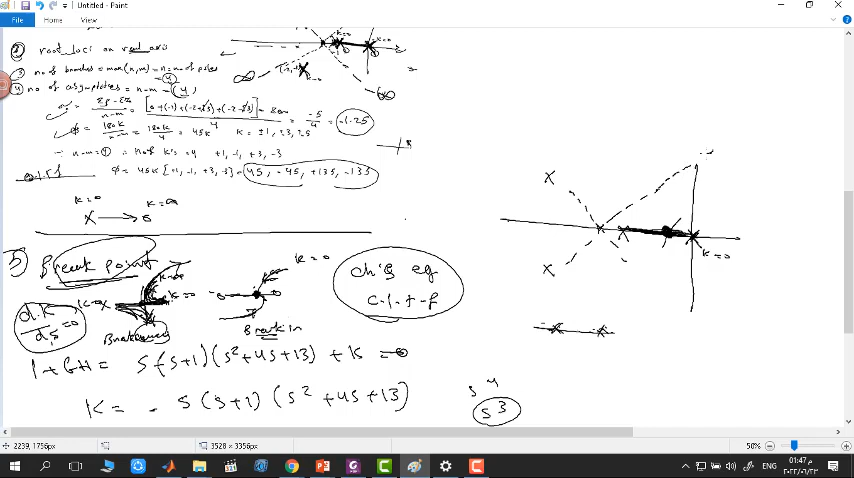 Untitled - Paint
File Home View
② root loci on real axis
③ no of branches = max(n,m) = n = no of poles
④
④ no of asymptotes = n-m = ④
σ = Σp - Σz / n-m = -5/4 = -1.25
φ = 180K / n-m = 180K / 4 = 45K K = ±1, ±3, ±5
∴ n-m = 4 ∴ no of K's = 4 +1, -1, +3, -3
φ = 45K [+1, -1, +3, -3] = 45, -45, +135, -135
K=0 K=∞
X → o
⑤ Break point
K=0
ch's eq
c.l.t.f
dK/ds = 0
Breakaway
Break in
1+GH = S(S+1)(S²+4S+13) + K = 0
K = - S(S+1)(S²+4S+13)
S⁴
S³
K=0
2239, 1756px
3528 × 3356px
50%
ENG
01:47 م